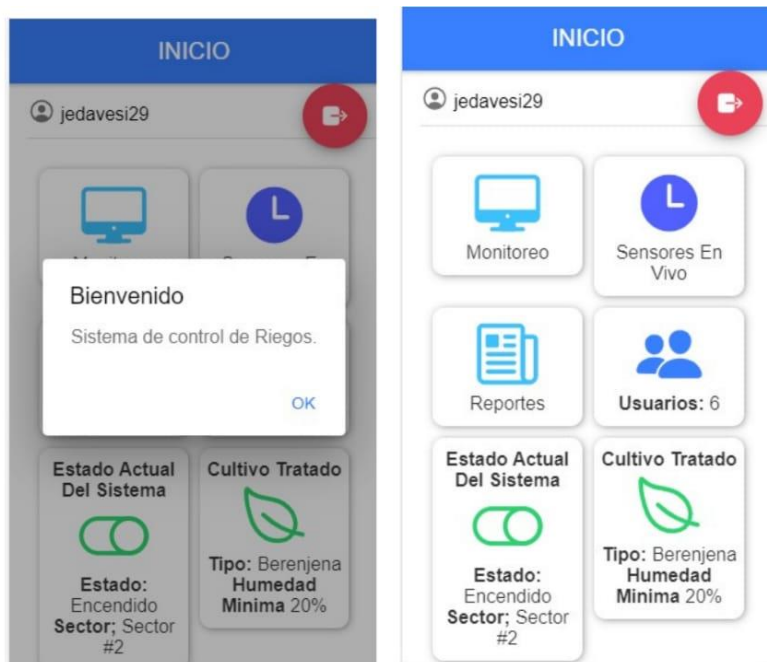 INICIO
jedavesi29
Bienvenido
Sistema de control de Riegos.
OK
Estado Actual
Del Sistema
Estado:
Encendido
Sector; Sector
#2
Cultivo Tratado
Tipo: Berenjena
Humedad
Minima 20%
INICIO
jedavesi29
Monitoreo
Sensores En
Vivo
Reportes
Usuarios: 6
Estado Actual
Del Sistema
Estado:
Encendido
Sector; Sector
#2
Cultivo Tratado
Tipo: Berenjena
Humedad
Minima 20%